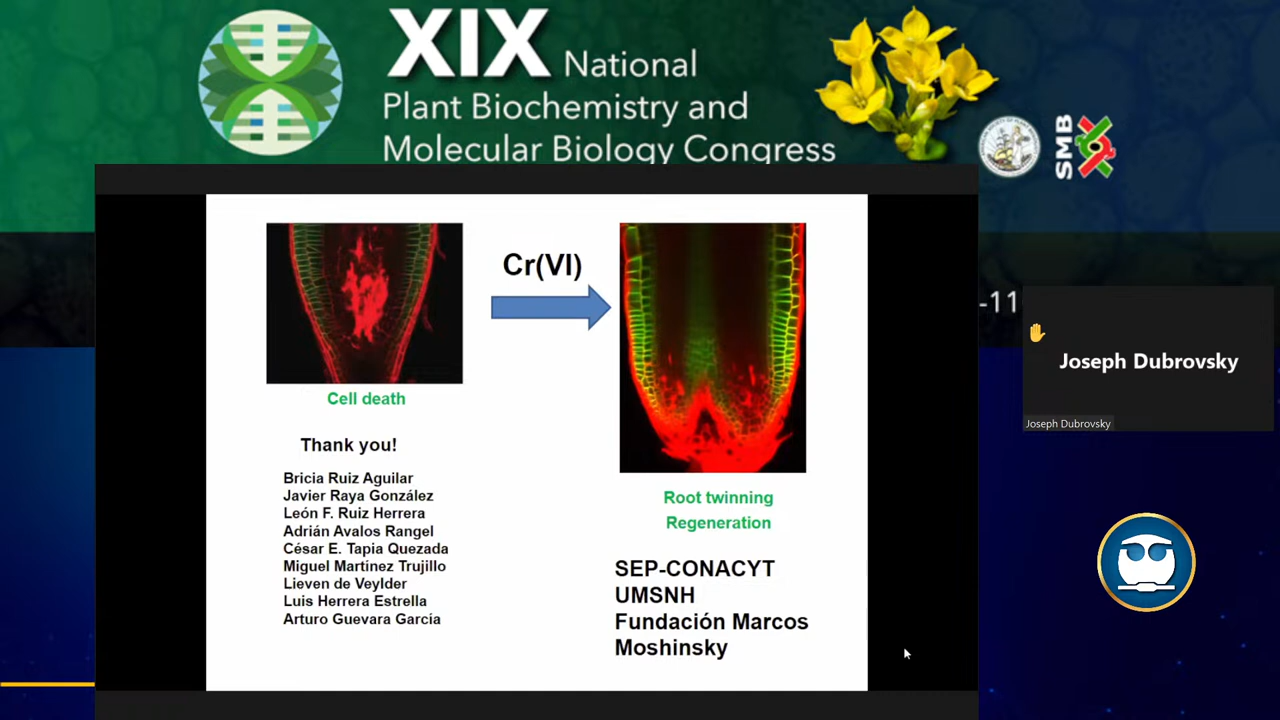 XIX National
Plant Biochemistry and
Molecular Biology Congress
SMB
-11
Cr(VI)
Cell death
Thank you!
Bricia Ruiz Aguilar
Javier Raya González
León F. Ruiz Herrera
Adrián Avalos Rangel
César E. Tapia Quezada
Miguel Martinez Trujillo
Lieven de Veylder
Luis Herrera Estrella
Arturo Guevara García
Root twinning
Regeneration
SEP-CONACYT
UMSNH
Fundación Marcos
Moshinsky
Joseph Dubrovsky
Joseph Dubrovsky